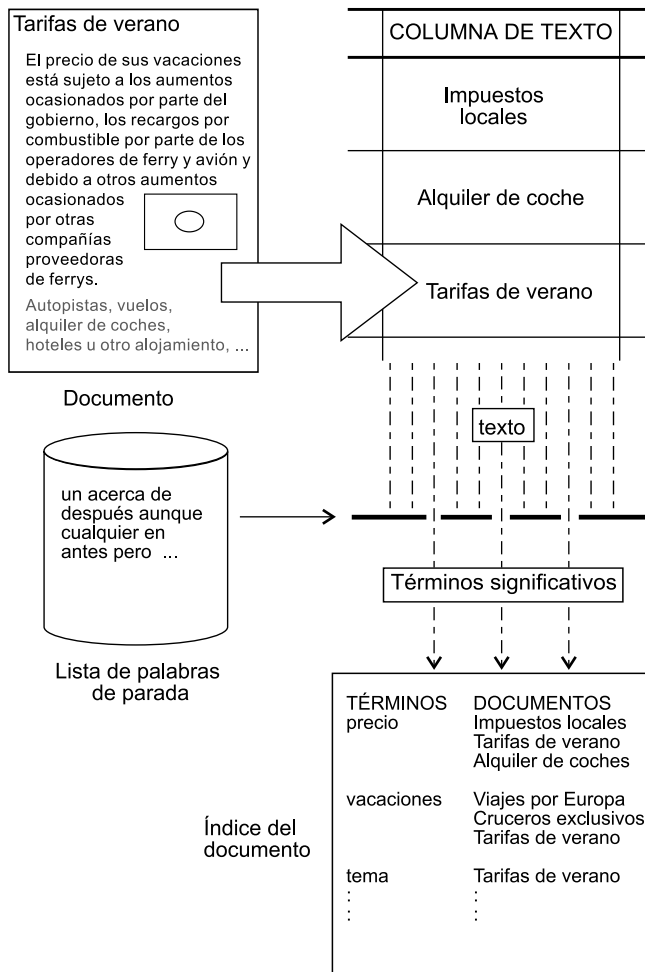 Tarifas de verano
El precio de sus vacaciones
está sujeto a los aumentos
ocasionados por parte del
gobierno, los recargos por
combustible por parte de los
operadores de ferry y avión y
debido a otros aumentos
ocasionados
por otras
compañías
proveedoras
de ferrys.
Autopistas, vuelos,
alquiler de coches,
hoteles u otro alojamiento, ...
Documento
COLUMNA DE TEXTO
Impuestos
locales
Alquiler de coche
Tarifas de verano
texto
un acerca de
después aunque
cualquier en
antes pero ...
Lista de palabras
de parada
Términos significativos
Índice del
documento
TÉRMINOS DOCUMENTOS
precio Impuestos locales
Tarifas de verano
Alquiler de coches
vacaciones Viajes por Europa
Cruceros exclusivos
Tarifas de verano
tema Tarifas de verano